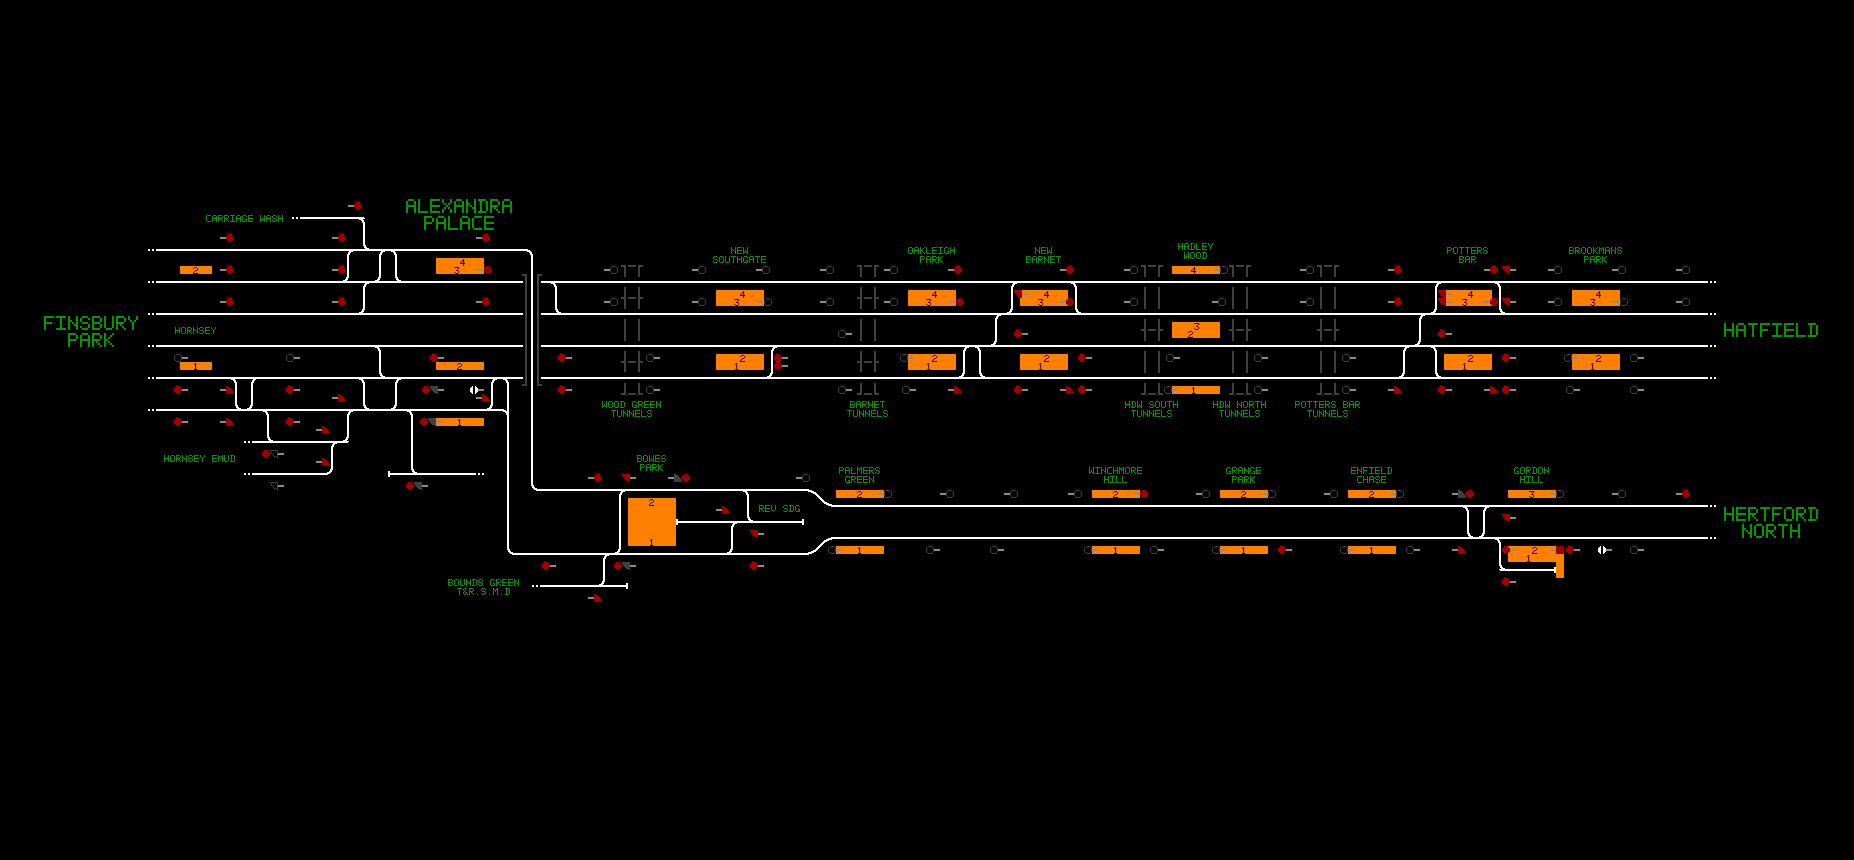 ALEXANDRA
PALACE
CARRIAGE WASH
2
4
3
FINSBURY
PARK
HORNSEY
1
2
1
HORNSEY EMUD
NEW
SOUTHGATE
4
3
2
1
OAKLEIGH
PARK
4
3
2
1
NEW
BARNET
4
3
2
1
HADLEY
WOOD
4
3
2
1
POTTERS
BAR
4
3
2
1
BROOKMANS
PARK
4
3
2
1
HATFIELD
WOOD GREEN
TUNNELS
BARNET
TUNNELS
HDW SOUTH
TUNNELS
HDW NORTH
TUNNELS
POTTERS BAR
TUNNELS
BOWES
PARK
2
1
REV SDG
BOUNDS GREEN
T&R.S.M.D
PALMERS
GREEN
2
1
WINCHMORE
HILL
2
1
GRANGE
PARK
2
1
ENFIELD
CHASE
2
1
GORDON
HILL
3
2
1
HERTFORD
NORTH